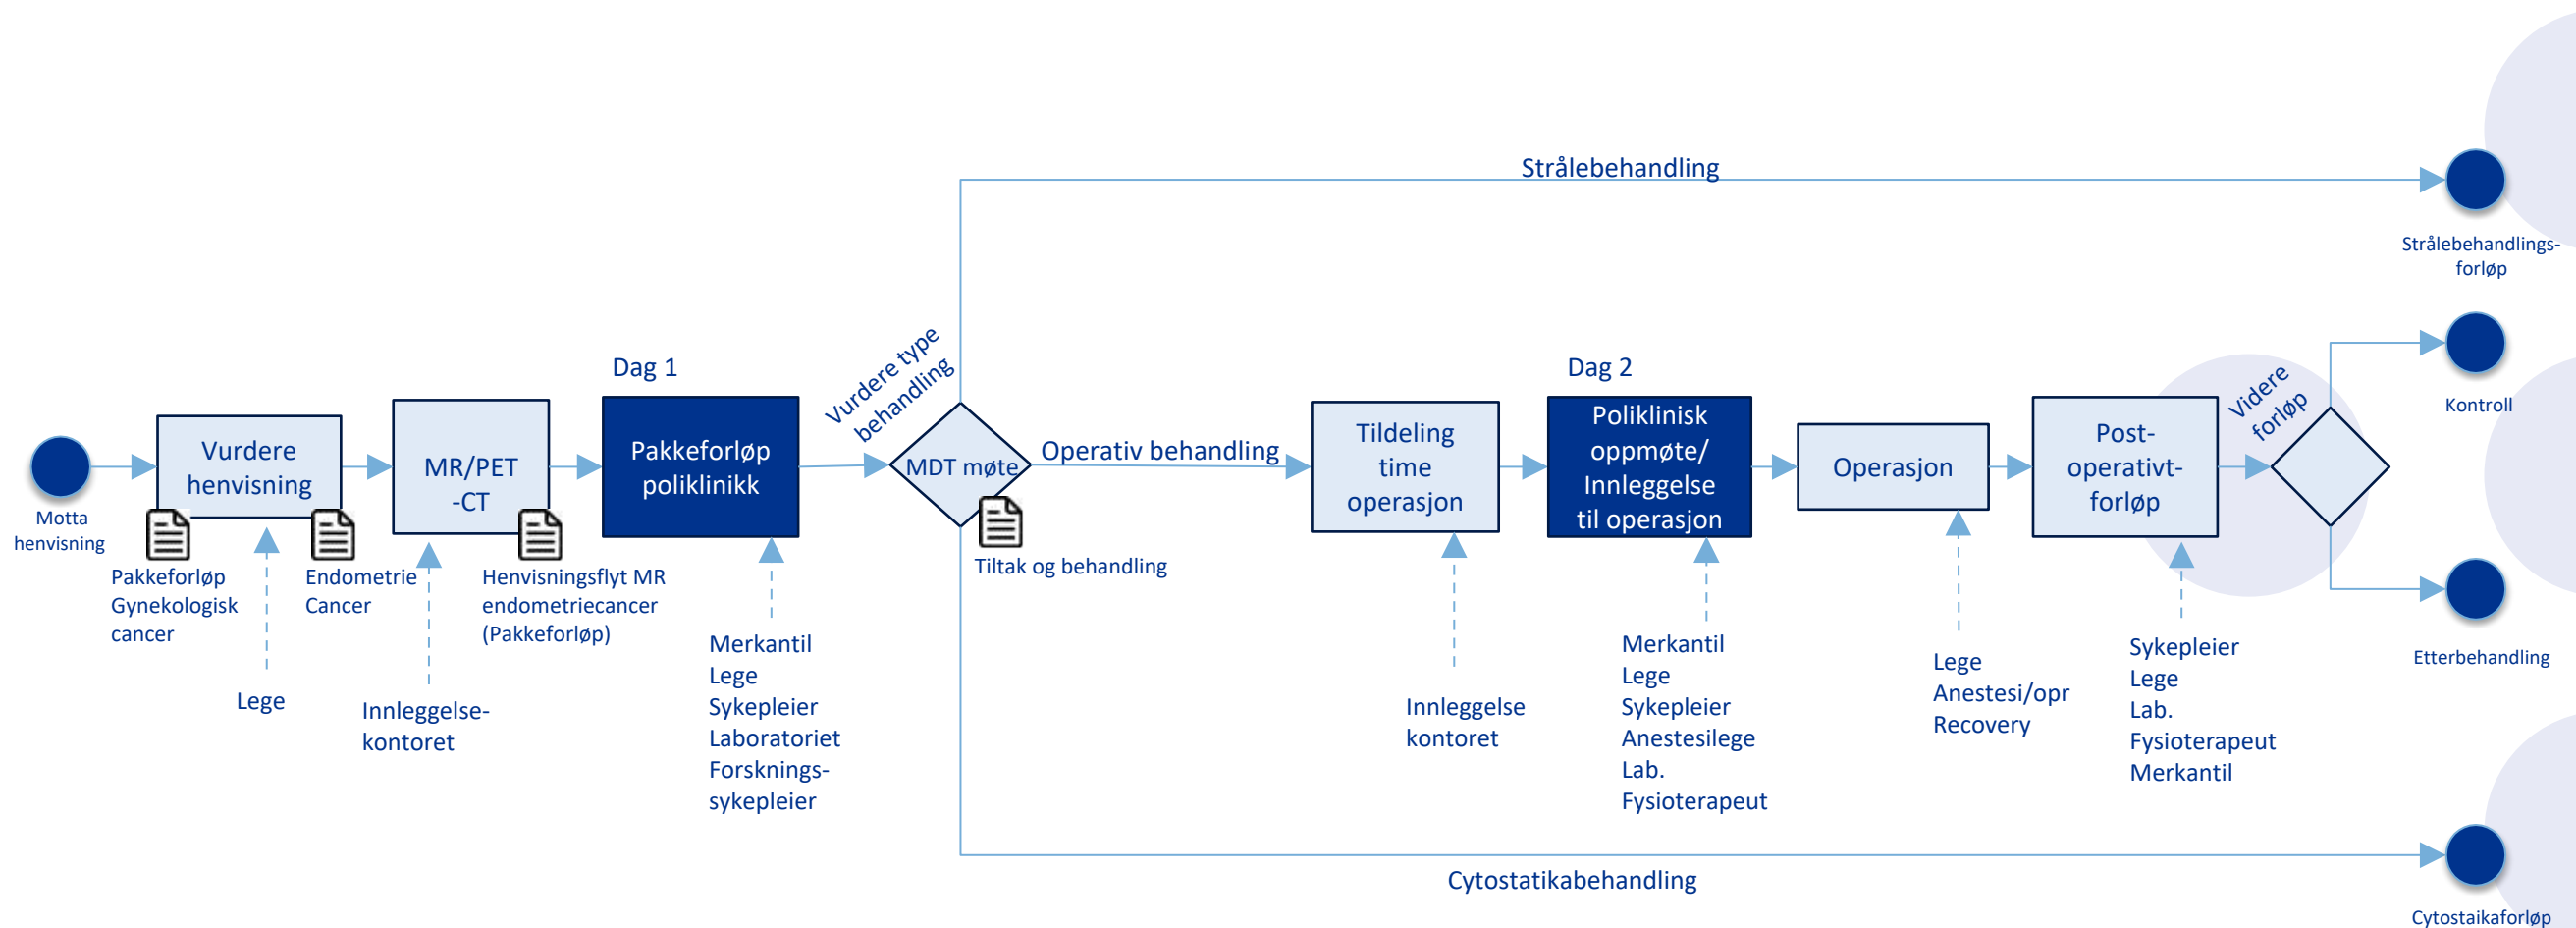 Strålebehandling
Strålebehandlings-
forløp
Vurdere type
behandling
Dag 1
Dag 2
Videre
forløp
Kontroll
Motta
henvisning
Vurdere
henvisning
MR/PET
-CT
Pakkeforløp
poliklinikk
MDT møte
Operativ behandling
Tildeling
time
operasjon
Poliklinisk
oppmøte/
Innleggelse
til operasjon
Operasjon
Post-
operativt-
forløp
Pakkeforløp
Gynekologisk
cancer
Endometrie
Cancer
Henvisningsflyt MR
endometriecancer
(Pakkeforløp)
Tiltak og behandling
Lege
Innleggelse-
kontoret
Merkantil
Lege
Sykepleier
Laboratoriet
Forsknings-
sykepleier
Innleggelse
kontoret
Merkantil
Lege
Sykepleier
Anestesilege
Lab.
Fysioterapeut
Lege
Anestesi/opr
Recovery
Sykepleier
Lege
Lab.
Fysioterapeut
Merkantil
Etterbehandling
Cytostatikabehandling
Cytostaikaforløp